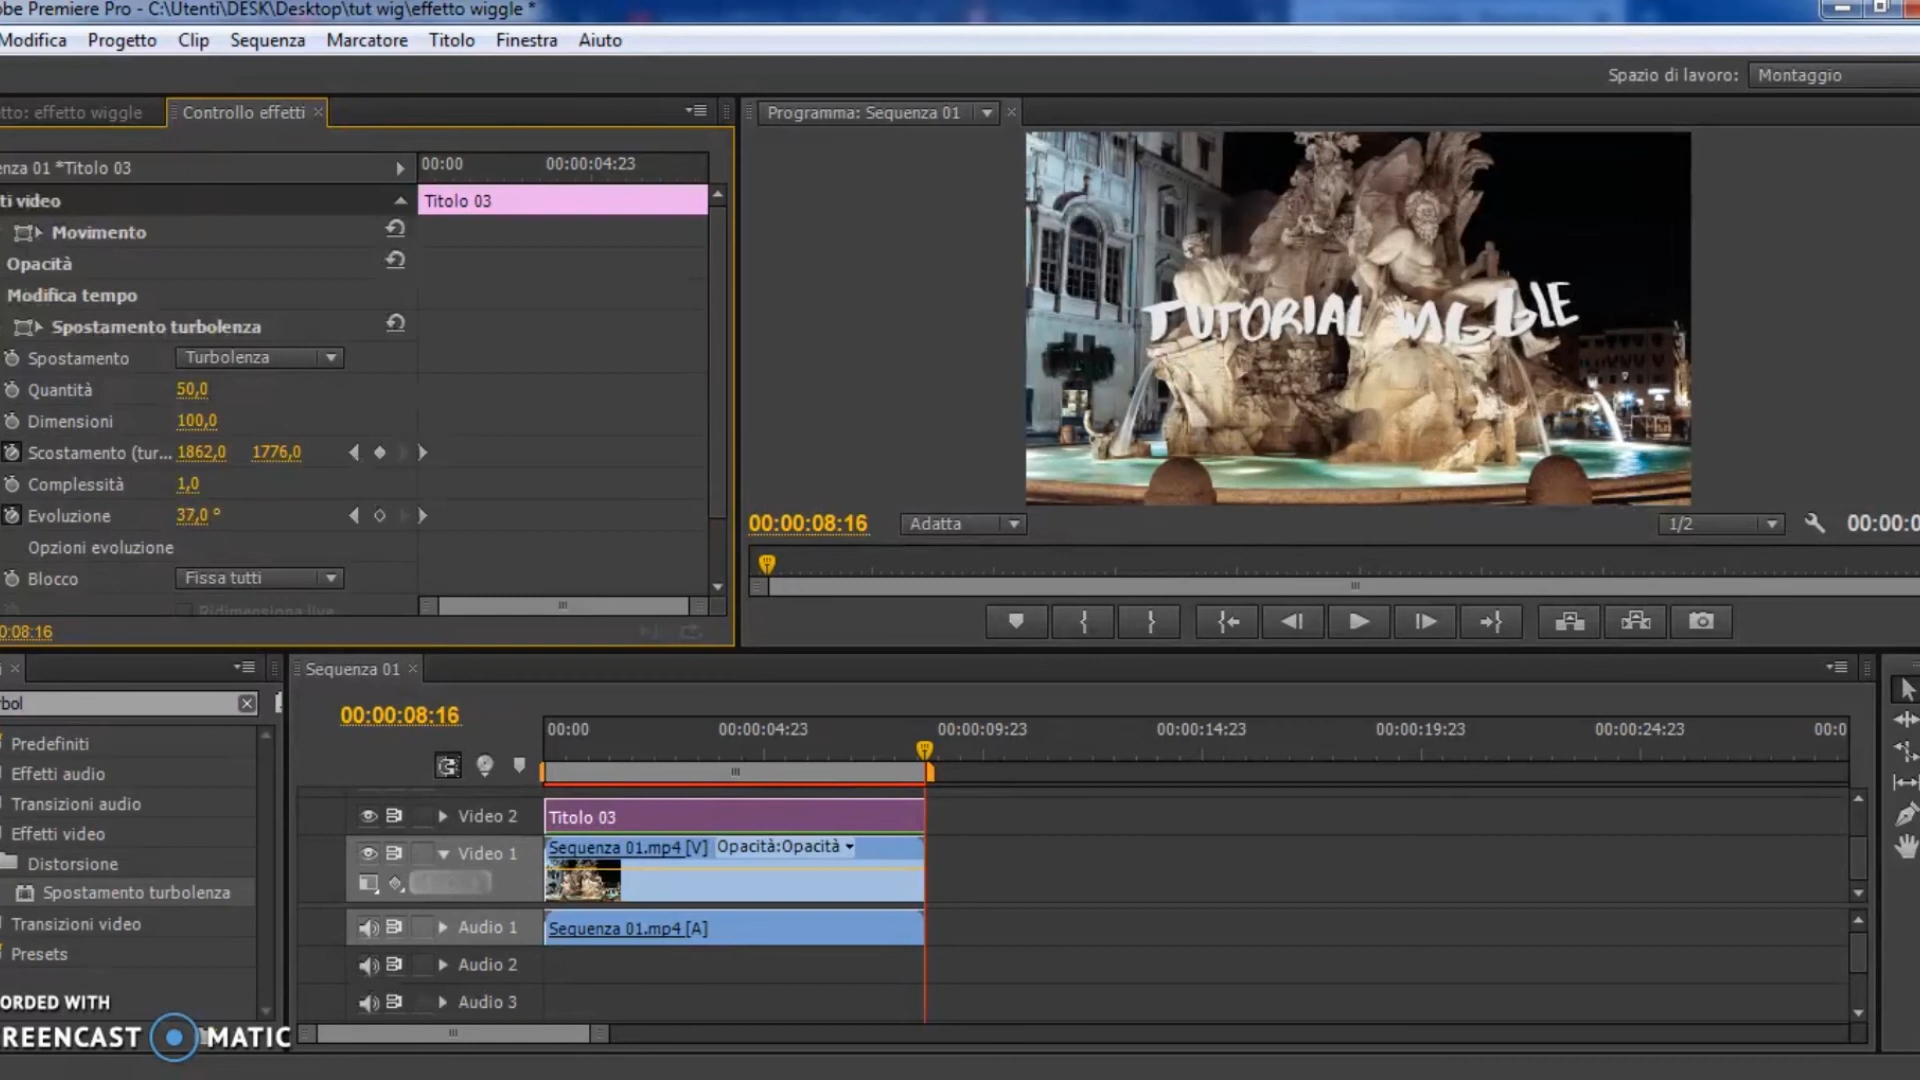 obe Premiere Pro - C:\Utenti\DESK\Desktop\tut wig\effetto wiggle *
Modifica Progetto Clip Sequenza Marcatore Titolo Finestra Aiuto
Spazio di lavoro: Montaggio
tto: effetto wiggle Controllo effetti
Programma: Sequenza 01
enza 01 *Titolo 03
00:00 00:00:04:23
ti video
Titolo 03
Movimento
Opacità
Modifica tempo
Spostamento turbolenza
Spostamento Turbolenza
Quantità 50,0
Dimensioni 100,0
Scostamento (tur... 1862,0 1776,0
Complessità 1,0
Evoluzione 37,0 °
Opzioni evoluzione
Blocco Fissa tutti
Ridimensiona live
0:08:16
TUTORIAL WIGGLE
00:00:08:16 Adatta 1/2 00:00:0
Sequenza 01
bol
00:00:08:16
00:00 00:00:04:23 00:00:09:23 00:00:14:23 00:00:19:23 00:00:24:23 00:0
Predefiniti
Effetti audio
Transizioni audio
Effetti video
Distorsione
Spostamento turbolenza
Transizioni video
Presets
Video 2 Titolo 03
Video 1 Sequenza 01.mp4 [V] Opacità:Opacità
Audio 1 Sequenza 01.mp4 [A]
Audio 2
Audio 3
ORDED WITH
REENCAST MATIC